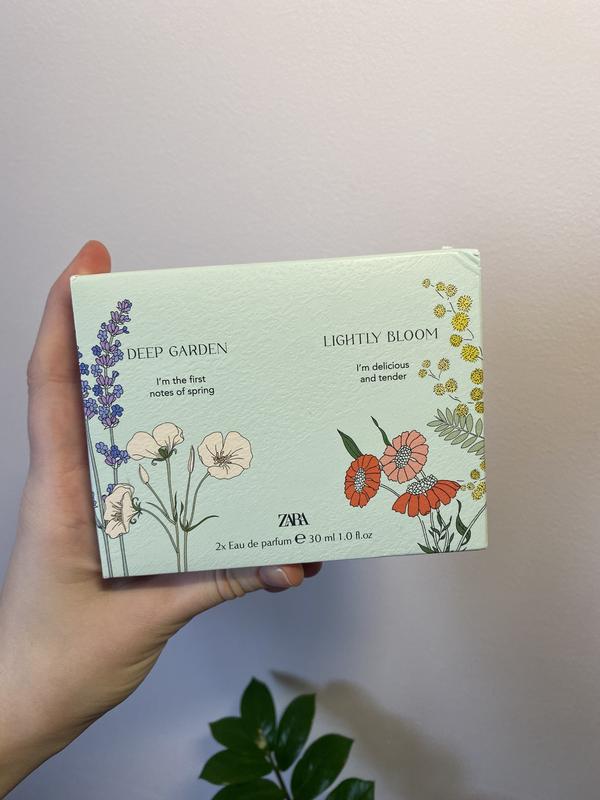 DEEP GARDEN
I'm the first
notes of spring
LIGHTLY BLOOM
I'm delicious
and tender
ZARA
2x Eau de parfum ℮ 30 ml 1.0 fl.oz